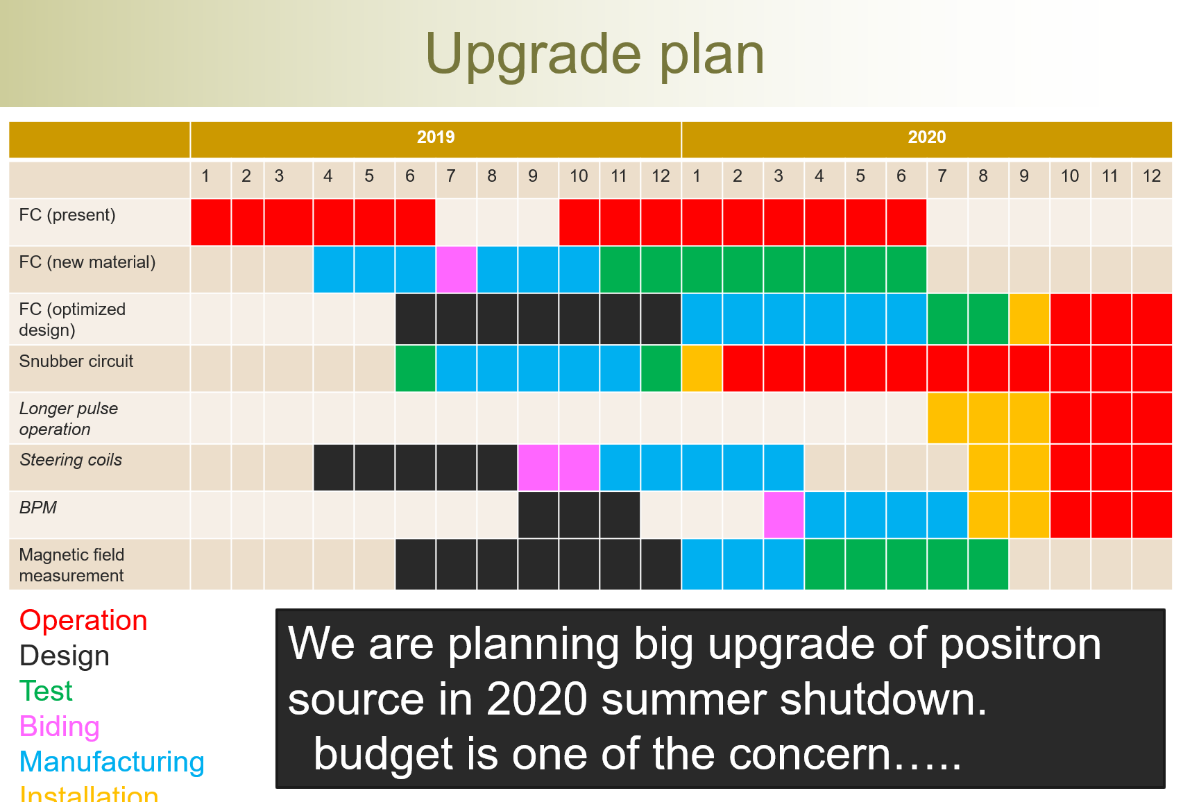 Upgrade plan
2019 2020
1 2 3 4 5 6 7 8 9 10 11 12 1 2 3 4 5 6 7 8 9 10 11 12
FC (present)
FC (new material)
FC (optimized
design)
Snubber circuit
Longer pulse
operation
Steering coils
BPM
Magnetic field
measurement
Operation
Design
Test
Biding
Manufacturing
Installation
We are planning big upgrade of positron
source in 2020 summer shutdown.
budget is one of the concern…..